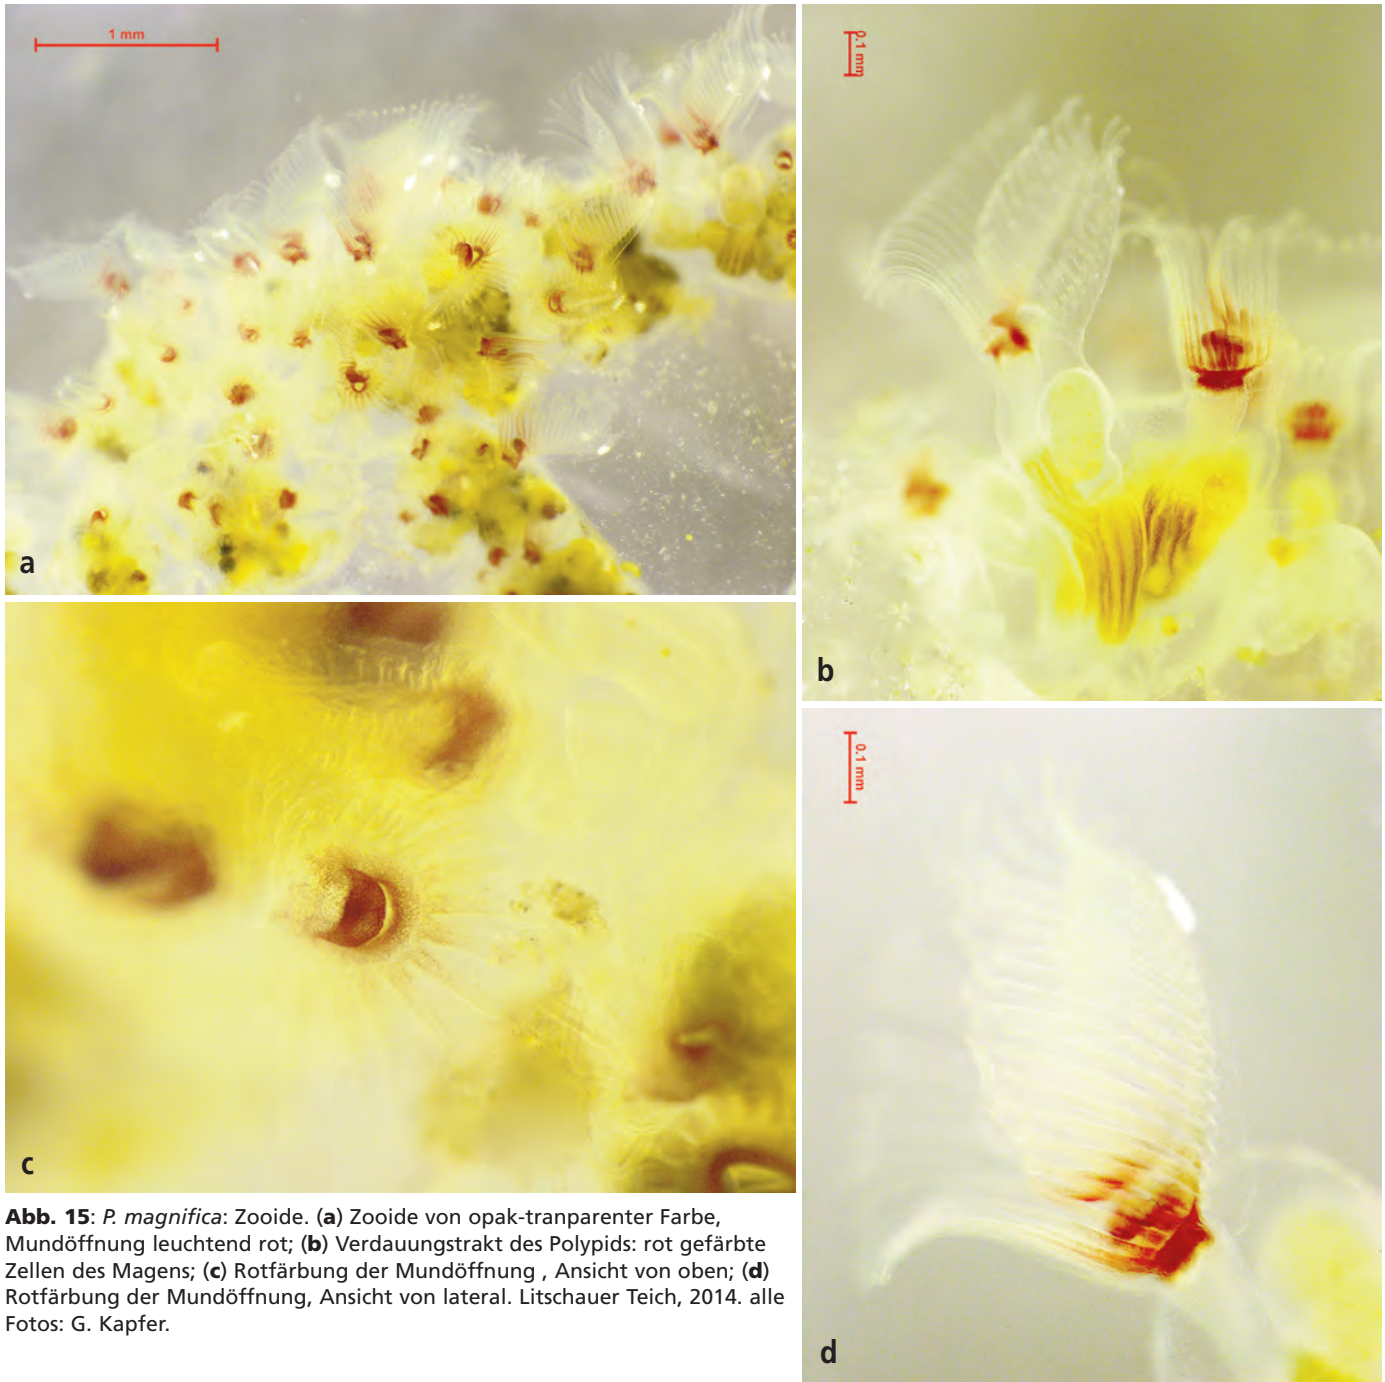 1 mm
a
0.1 mm
b
c
0.1 mm
d
Abb. 15: P. magnifica: Zooide. (a) Zooide von opak-tranparenter Farbe,
Mundöffnung leuchtend rot; (b) Verdauungstrakt des Polypids: rot gefärbte
Zellen des Magens; (c) Rotfärbung der Mundöffnung , Ansicht von oben; (d)
Rotfärbung der Mundöffnung, Ansicht von lateral. Litschauer Teich, 2014. alle
Fotos: G. Kapfer.